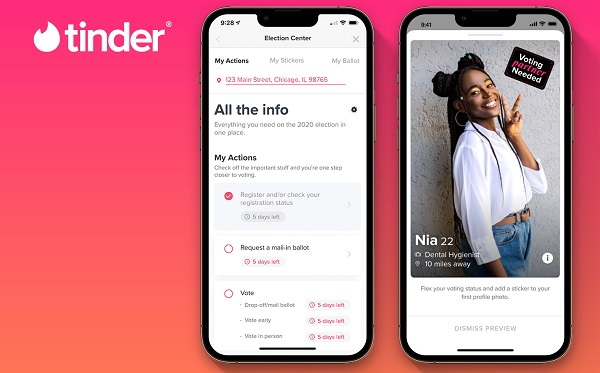 tinder®
9:28
Election Center
My Actions
My Stickers
My Ballot
123 Main Street, Chicago, IL 98765
All the info
Everything you need on the 2020 election in
one place.
My Actions
Check off the important stuff and you're one step
closer to voting.
Register and/or check your
registration status
5 days left
Request a mail-in ballot
5 days left
Vote
· Drop-off/mail ballot
5 days left
· Vote early
5 days left
· Vote in person
5 days left
9:41
Voting
partner
Needed
Nia 22
Dental Hygienist
10 miles away
Flex your voting status and add a sticker to your
first profile photo.
DISMISS PREVIEW